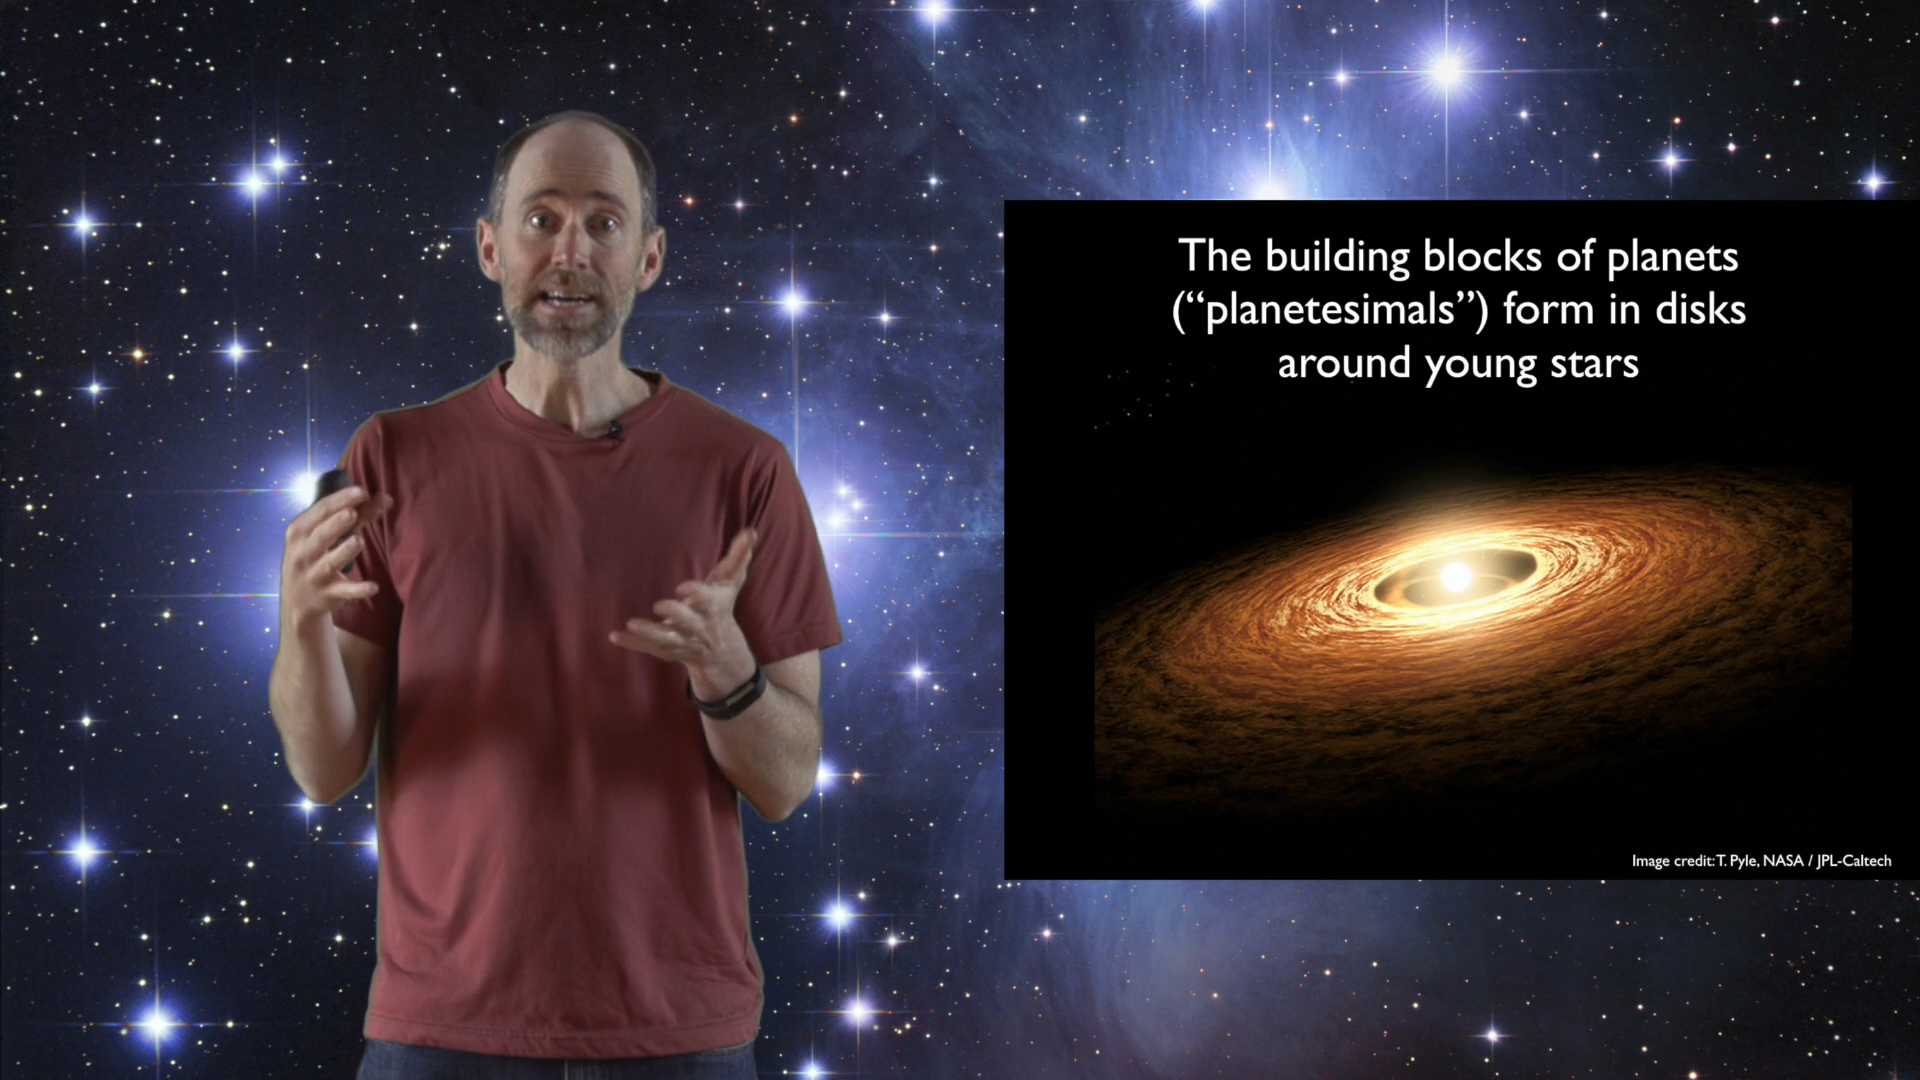 The building blocks of planets
(“planetesimals”) form in disks
around young stars
Image credit: T. Pyle, NASA / JPL-Caltech